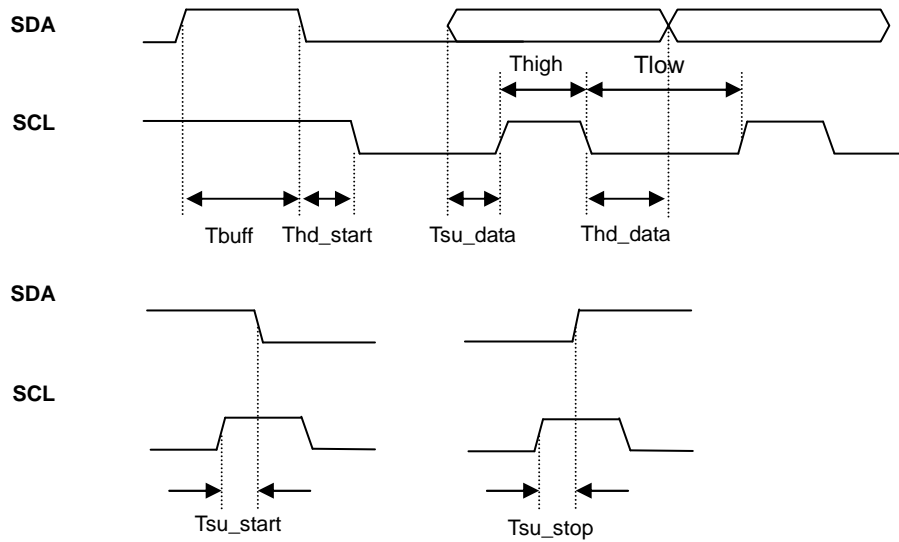 SDA
Thigh Tlow
SCL
Tbuff Thd_start Tsu_data Thd_data
SDA
SCL
Tsu_start Tsu_stop